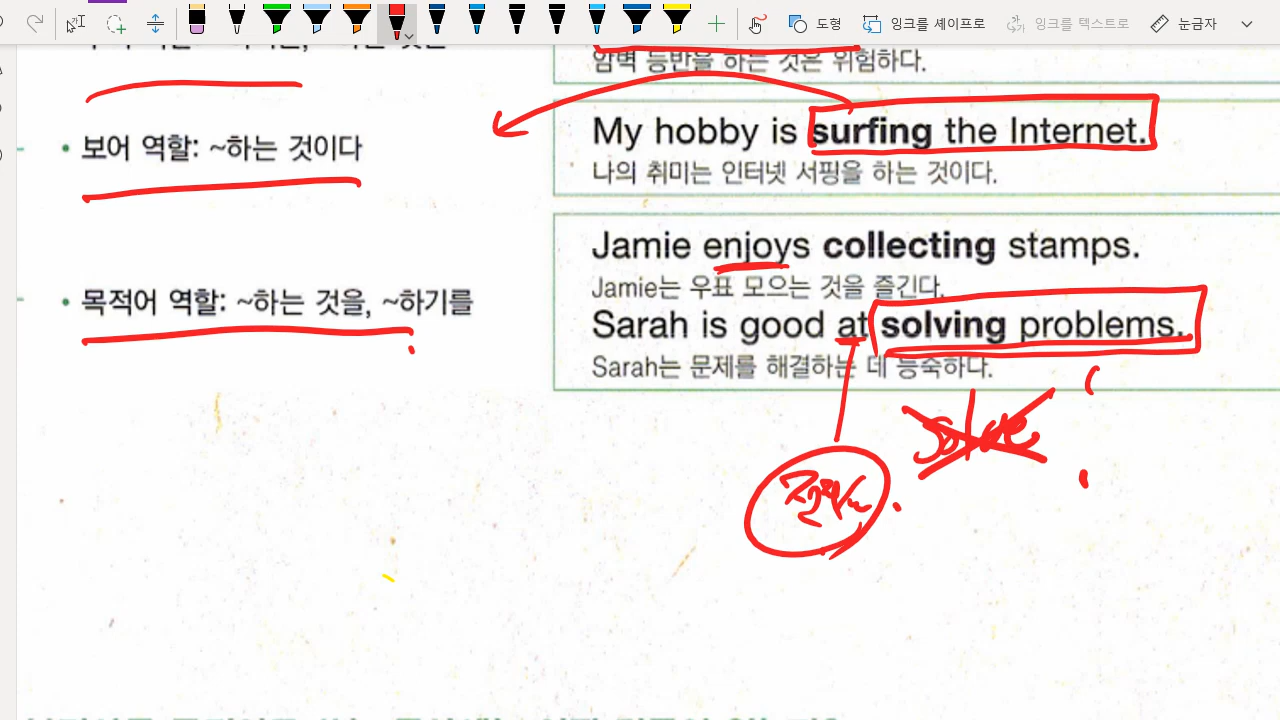 도형
잉크를 셰이프로
잉크를 텍스트로
눈금자
암벽 등반을 하는 것은 위험하다.
• 보어 역할: ~하는 것이다
My hobby is surfing the Internet.
나의 취미는 인터넷 서핑을 하는 것이다.
Jamie enjoys collecting stamps.
Jamie는 우표 모으는 것을 즐긴다.
• 목적어 역할: ~하는 것을, ~하기를
Sarah is good at solving problems.
Sarah는 문제를 해결하는 데 능숙하다.
solve
전치사